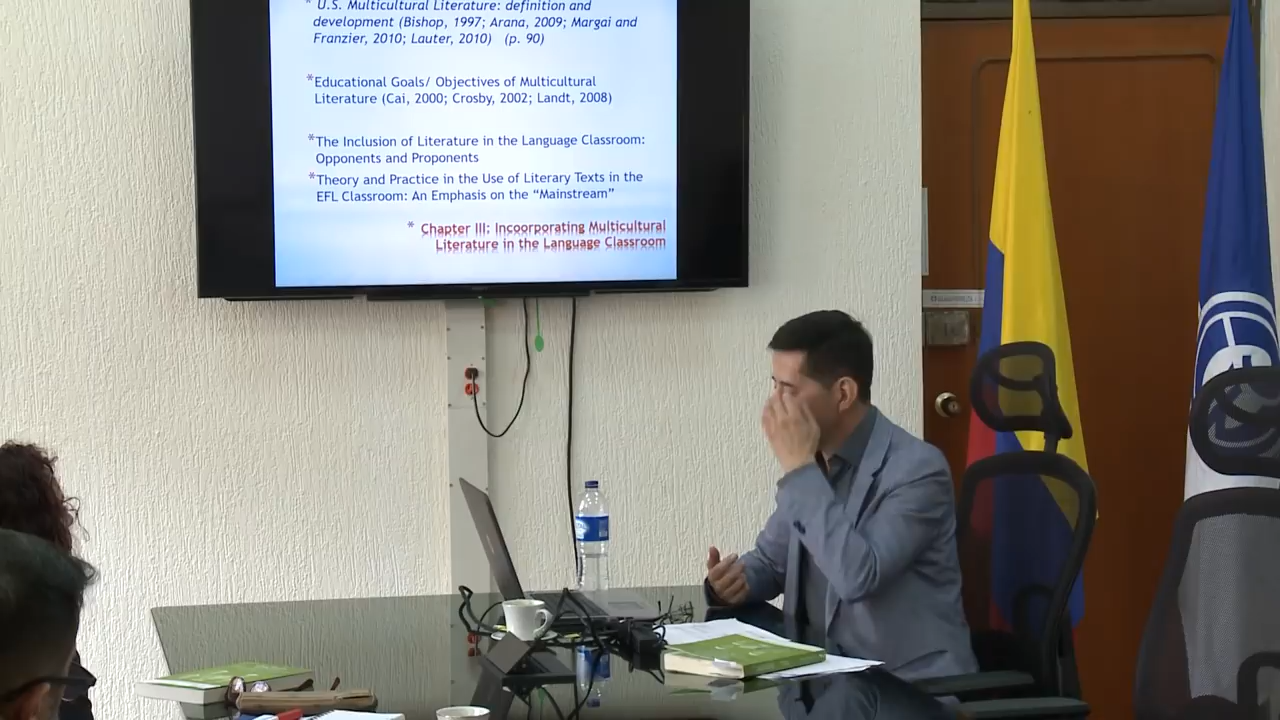 * U.S. Multicultural Literature: definition and
development (Bishop, 1997; Arana, 2009; Margai and
Franzier, 2010; Lauter, 2010) (p. 90)
*Educational Goals/ Objectives of Multicultural
Literature (Cai, 2000; Crosby, 2002; Landt, 2008)
*The Inclusion of Literature in the Language Classroom:
Opponents and Proponents
*Theory and Practice in the Use of Literary Texts in the
EFL Classroom: An Emphasis on the “Mainstream”
* Chapter III: Incoorporating Multicultural
Literature in the Language Classroom